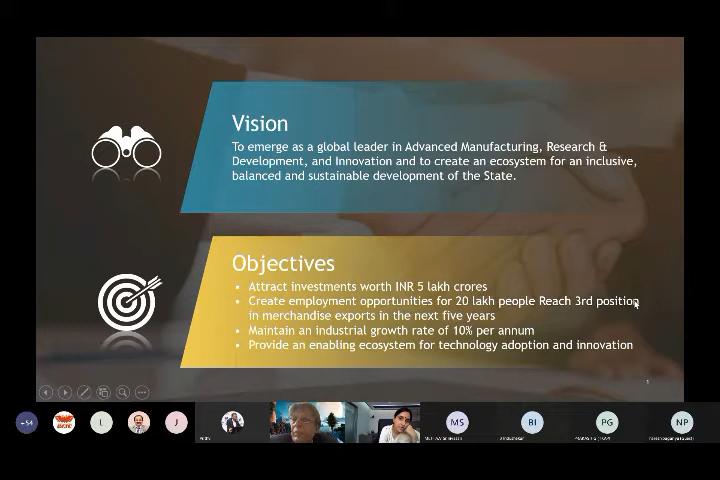 Vision
To emerge as a global leader in Advanced Manufacturing, Research &
Development, and Innovation and to create an ecosystem for an inclusive,
balanced and sustainable development of the State.
Objectives
• Attract investments worth INR 5 lakh crores
• Create employment opportunities for 20 lakh people Reach 3rd position
in merchandise exports in the next five years
• Maintain an industrial growth rate of 10% per annum
• Provide an enabling ecosystem for technology adoption and innovation
1
+54
L
J
MS
BI
PG
NP